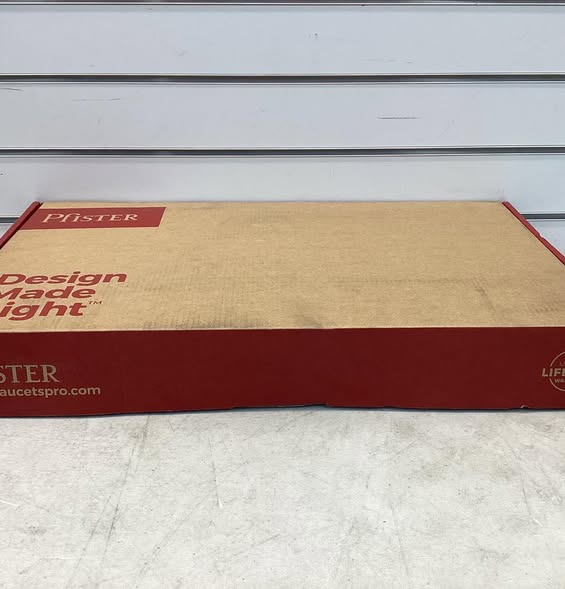 Pfister
Design
Made
ight™
STER
aucetspro.com
LIFE
WA